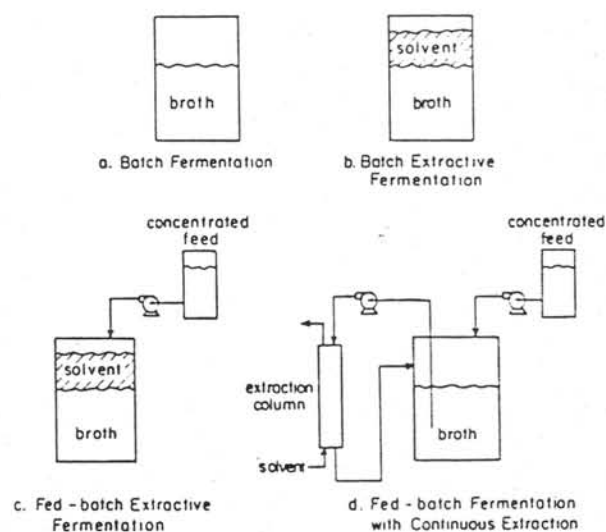 broth
a. Batch Fermentation
solvent
broth
b. Batch Extractive
Fermentation
concentrated
feed
solvent
broth
c. Fed - batch Extractive
Fermentation
concentrated
feed
extraction
column
solvent
broth
d. Fed - batch Fermentation
with Continuous Extraction